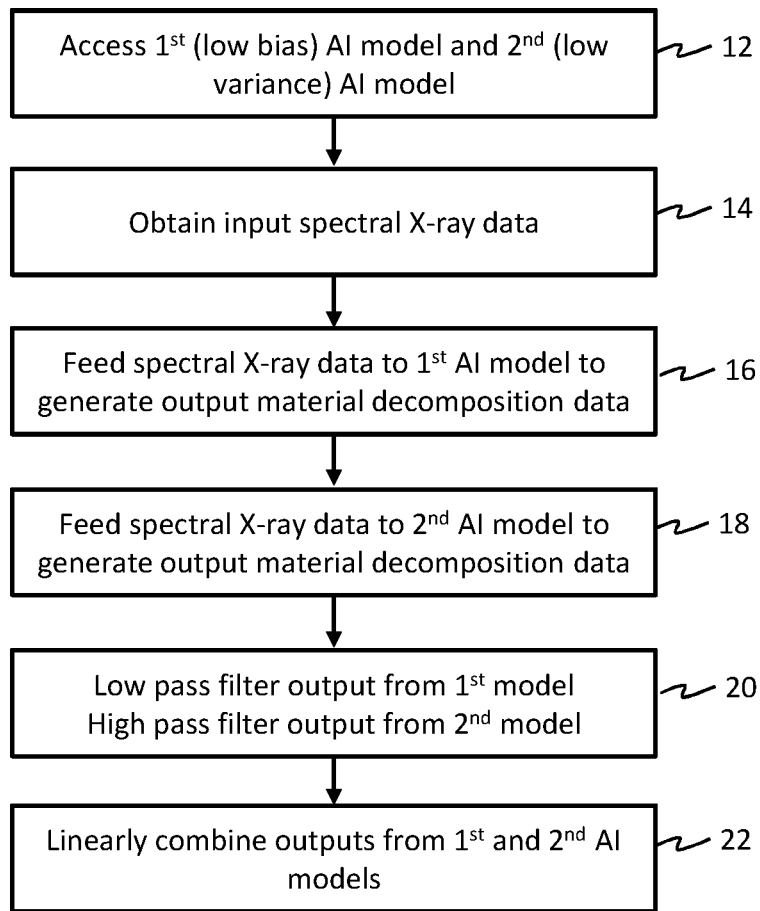 Access 1st (low bias) AI model and 2nd (low
variance) AI model
12
Obtain input spectral X-ray data
14
Feed spectral X-ray data to 1st AI model to
generate output material decomposition data
16
Feed spectral X-ray data to 2nd AI model to
generate output material decomposition data
18
Low pass filter output from 1st model
High pass filter output from 2nd model
20
Linearly combine outputs from 1st and 2nd AI
models
22